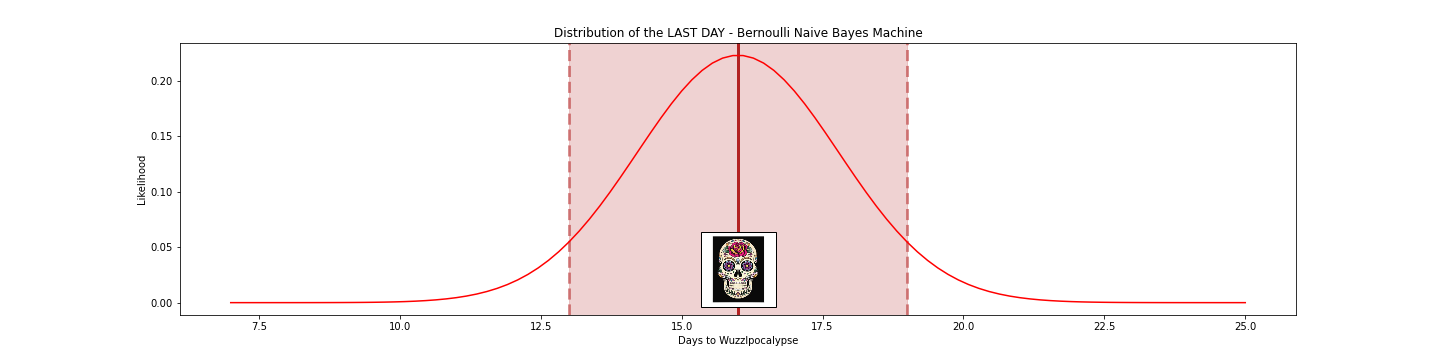 Distribution of the LAST DAY - Bernoulli Naive Bayes Machine
0.20
0.15
0.10
0.05
0.00
Likelihood
7.5 10.0 12.5 15.0 17.5 20.0 22.5 25.0
Days to Wuzzlpocalypse